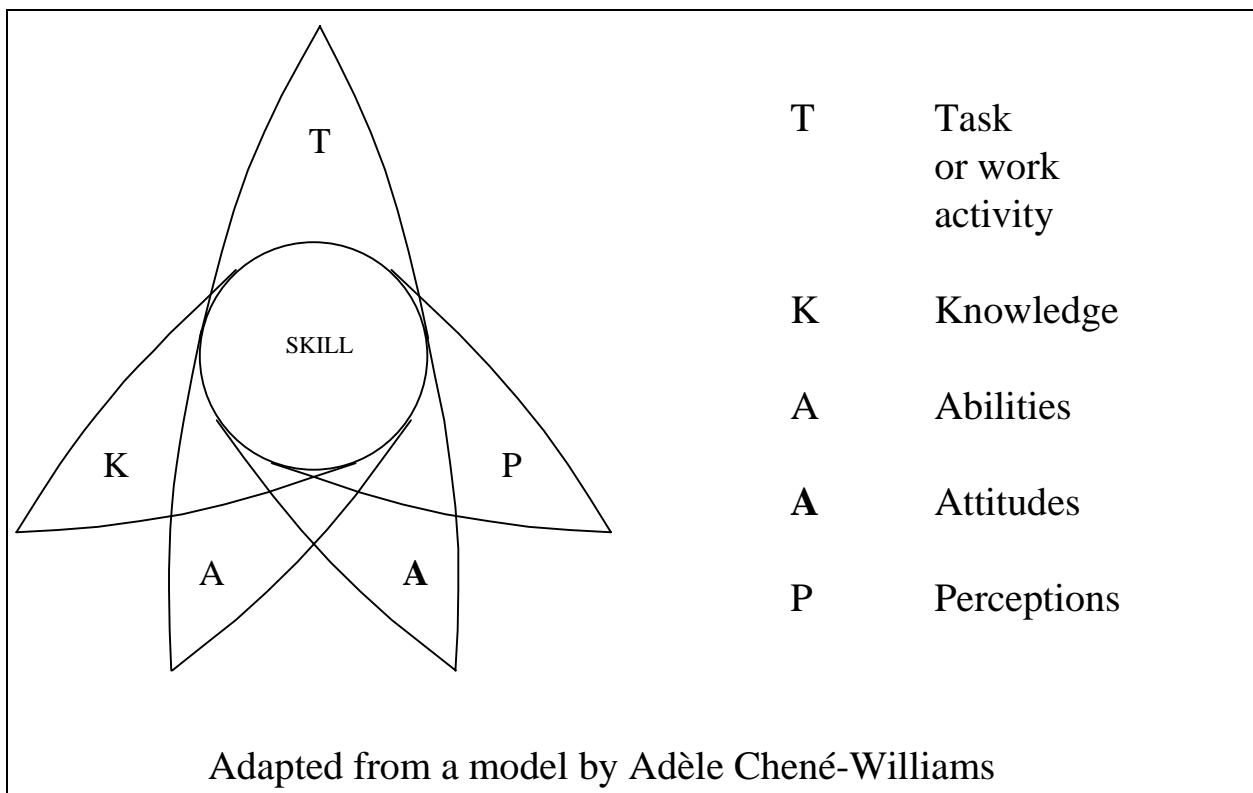 T
SKILL
K
P
A
A
T Task
or work
activity
K Knowledge
A Abilities
A Attitudes
P Perceptions
Adapted from a model by Adèle Chené-Williams